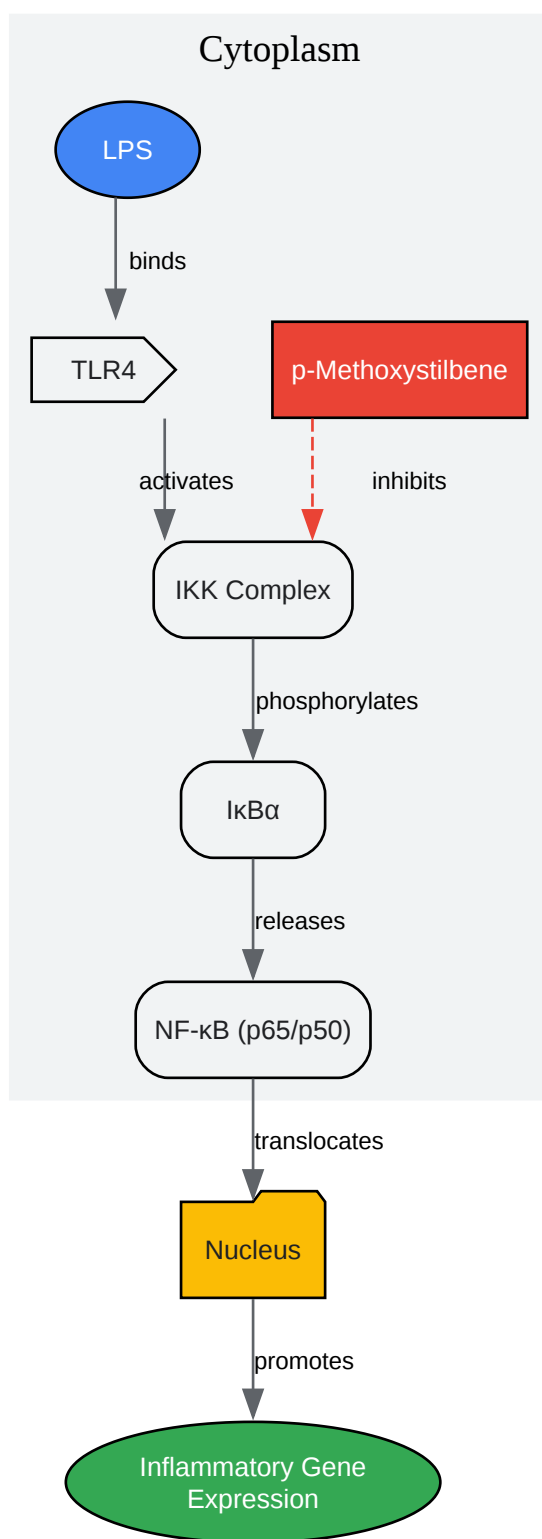 Cytoplasm
LPS
binds
TLR4
p-Methoxystilbene
activates
inhibits
IKK Complex
phosphorylates
IκBα
releases
NF-κB (p65/p50)
translocates
Nucleus
promotes
Inflammatory Gene
Expression